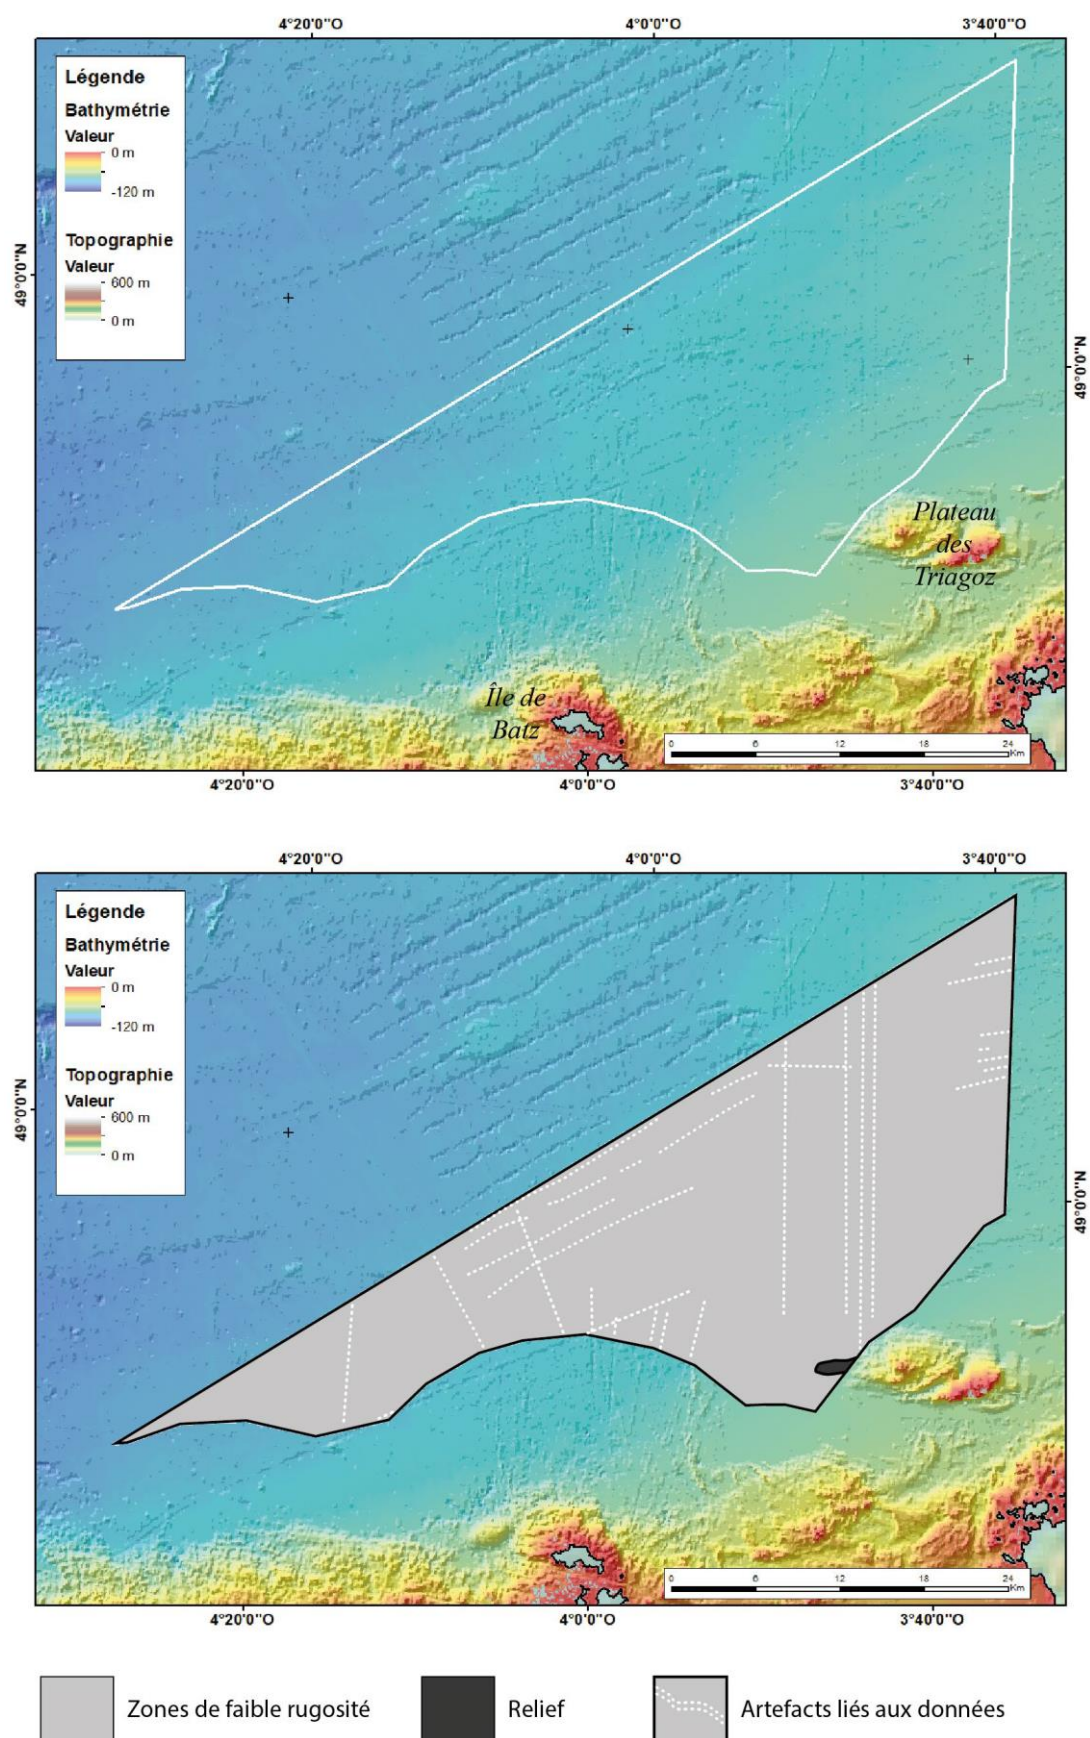 4°20'0"O 4°0'0"O 3°40'0"O
Légende
Bathymétrie
Valeur
0 m
-120 m
Topographie
Valeur
600 m
0 m
49°0'0"N
49°0'0"N
Plateau
des
Triagoz
Île de
Batz
0 6 12 18 24
Km
4°20'0"O 4°0'0"O 3°40'0"O
4°20'0"O 4°0'0"O 3°40'0"O
Légende
Bathymétrie
Valeur
0 m
-120 m
Topographie
Valeur
600 m
0 m
49°0'0"N
49°0'0"N
0 6 12 18 24
Km
4°20'0"O 4°0'0"O 3°40'0"O
Zones de faible rugosité Relief Artefacts liés aux données